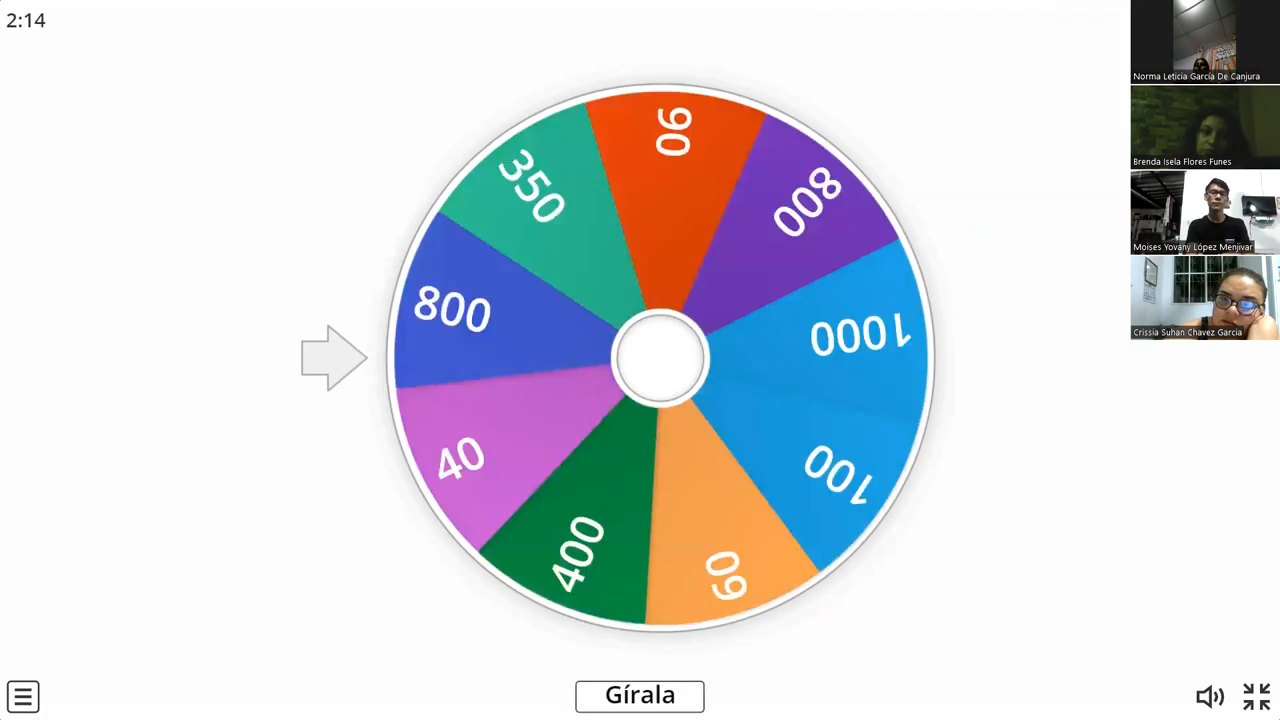 2:14
90
350
800
800
1000
40
100
400
60
Gírala
Norma Leticia García De Canjura
Brenda Isela Flores Funes
Moises Yovany López Menjivar
Crissia Suhan Chavez Garcia